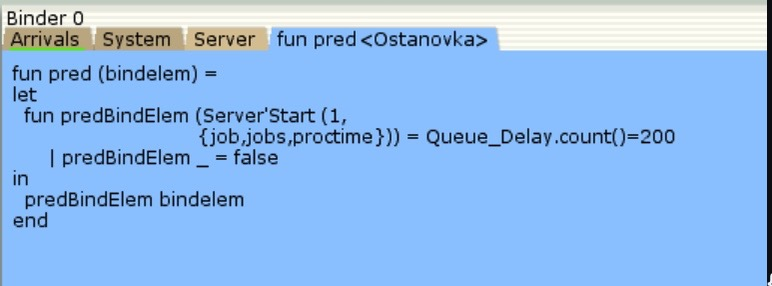 Binder 0
Arrivals System Server fun pred <Ostanovka>
fun pred (bindelem) =
let
fun predBindElem (Server'Start (1,
{job,jobs,proctime})) = Queue_Delay.count()=200
| predBindElem _ = false
in
predBindElem bindelem
end